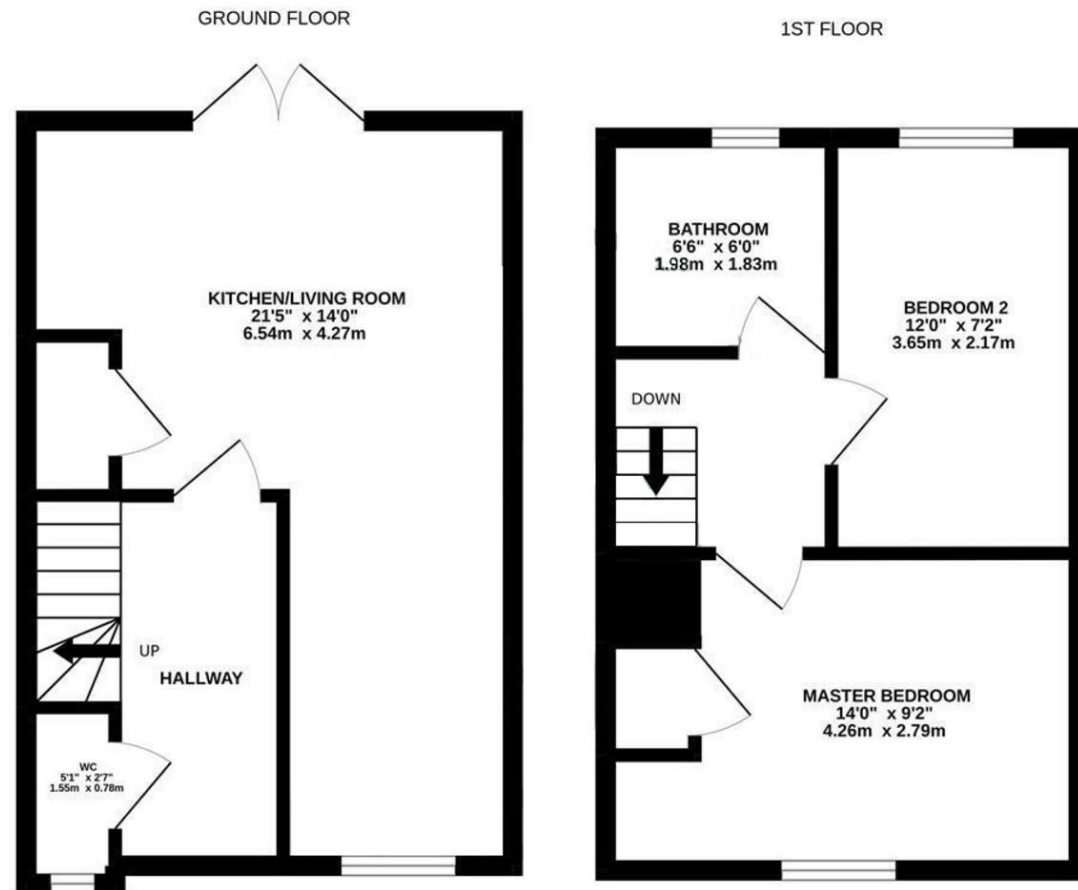 GROUND FLOOR
KITCHEN/LIVING ROOM
21'5" x 14'0"
6.54m x 4.27m
UP
HALLWAY
WC
5'1" x 2'7"
1.55m x 0.78m
1ST FLOOR
BATHROOM
6'6" x 6'0"
1.98m x 1.83m
BEDROOM 2
12'0" x 7'2"
3.65m x 2.17m
DOWN
MASTER BEDROOM
14'0" x 9'2"
4.26m x 2.79m